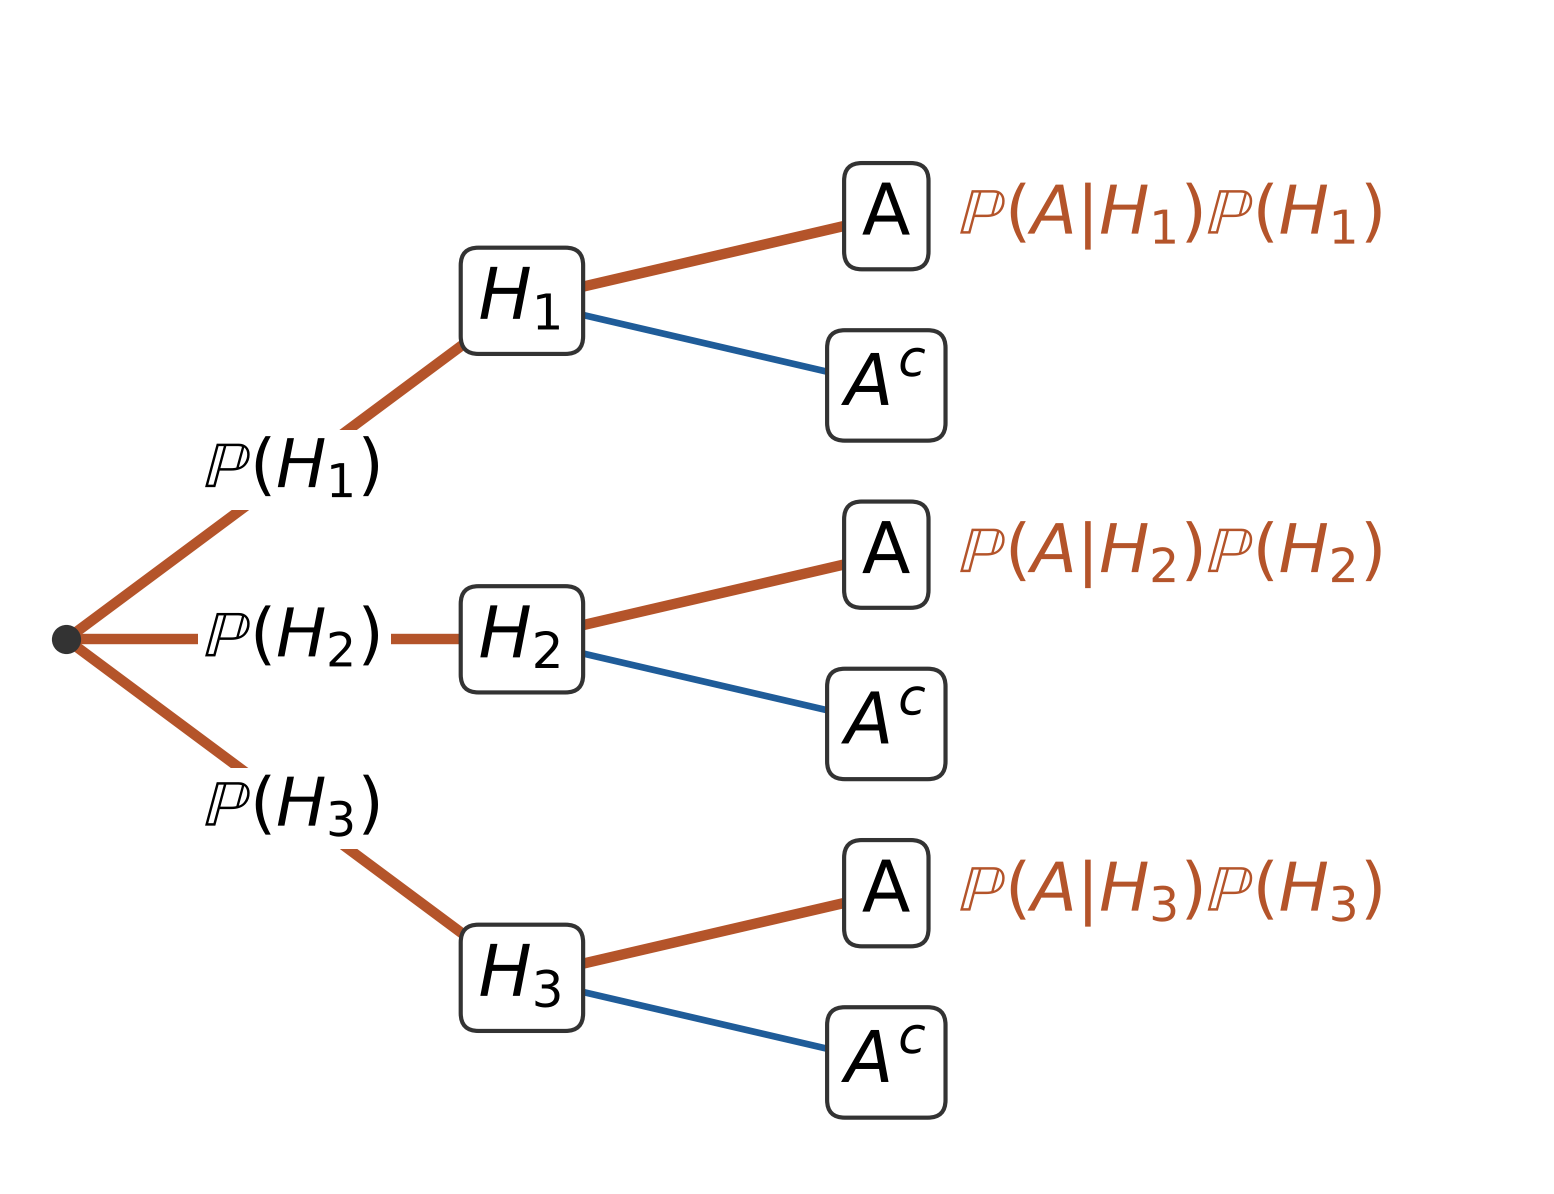 A ℙ(A|H₁)ℙ(H₁)
H₁
Aᶜ
ℙ(H₁)
A ℙ(A|H₂)ℙ(H₂)
ℙ(H₂) H₂
Aᶜ
ℙ(H₃)
A ℙ(A|H₃)ℙ(H₃)
H₃
Aᶜ